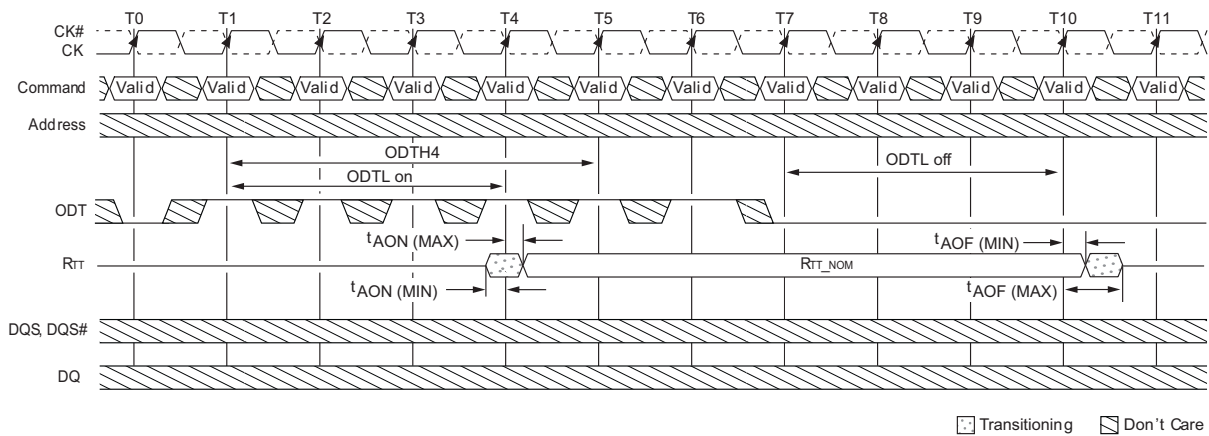 T0 T1 T2 T3 T4 T5 T6 T7 T8 T9 T10 T11
CK#
CK
Command Valid Valid Valid Valid Valid Valid Valid Valid Valid Valid Valid Valid
Address
ODTH4
ODTL off
ODTL on
ODT
tAON (MAX)
tAOF (MIN)
RTT
RTT_NOM
tAON (MIN)
tAOF (MAX)
DQS, DQS#
DQ
Transitioning Don't Care